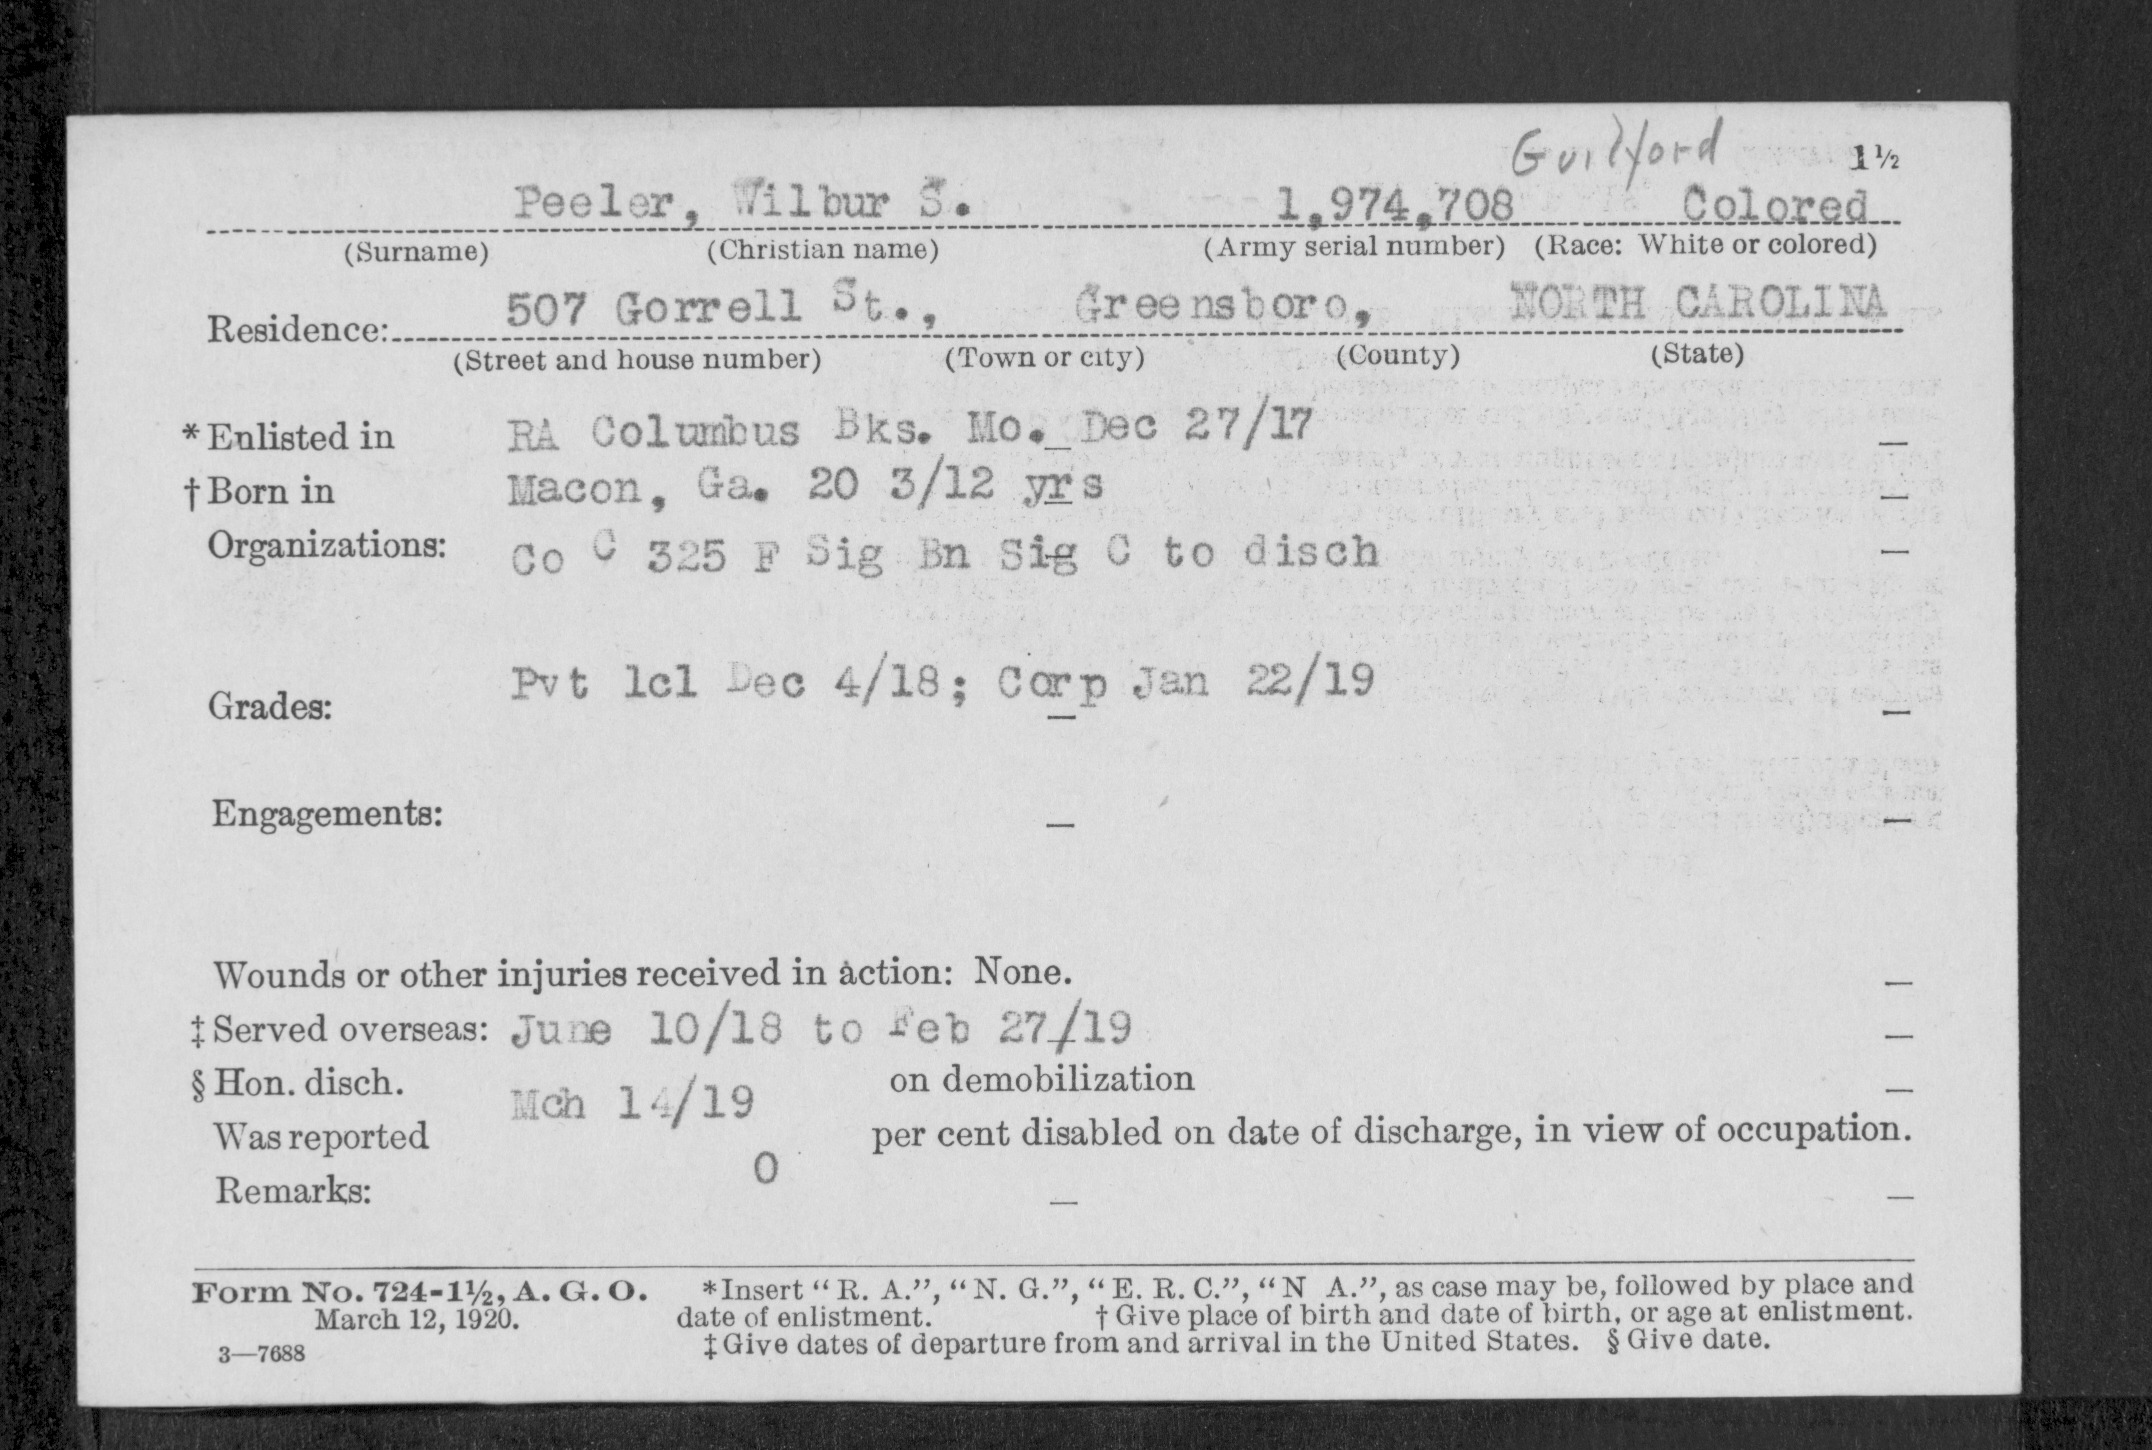 Guilford 1½
Peeler, Wilbur S. 1,974,708 Colored
(Surname) (Christian name) (Army serial number) (Race: White or colored)
Residence: 507 Gorrell St., Greensboro, NORTH CAROLINA
(Street and house number) (Town or city) (County) (State)
*Enlisted in RA Columbus Bks. Mo. Dec 27/17
†Born in Macon, Ga. 20 3/12 yrs
Organizations: Co C 325 F Sig Bn Sig C to disch
Grades: Pvt 1cl Dec 4/18; Corp Jan 22/19
Engagements:
Wounds or other injuries received in action: None.
‡Served overseas: June 10/18 to Feb 27/19
§Hon. disch. Mch 14/19 on demobilization
Was reported 0 per cent disabled on date of discharge, in view of occupation.
Remarks:
Form No. 724-1½, A. G. O. *Insert "R. A.", "N. G.", "E. R. C.", "N A.", as case may be, followed by place and
March 12, 1920. date of enlistment. †Give place of birth and date of birth, or age at enlistment.
3—7688 ‡Give dates of departure from and arrival in the United States. §Give date.